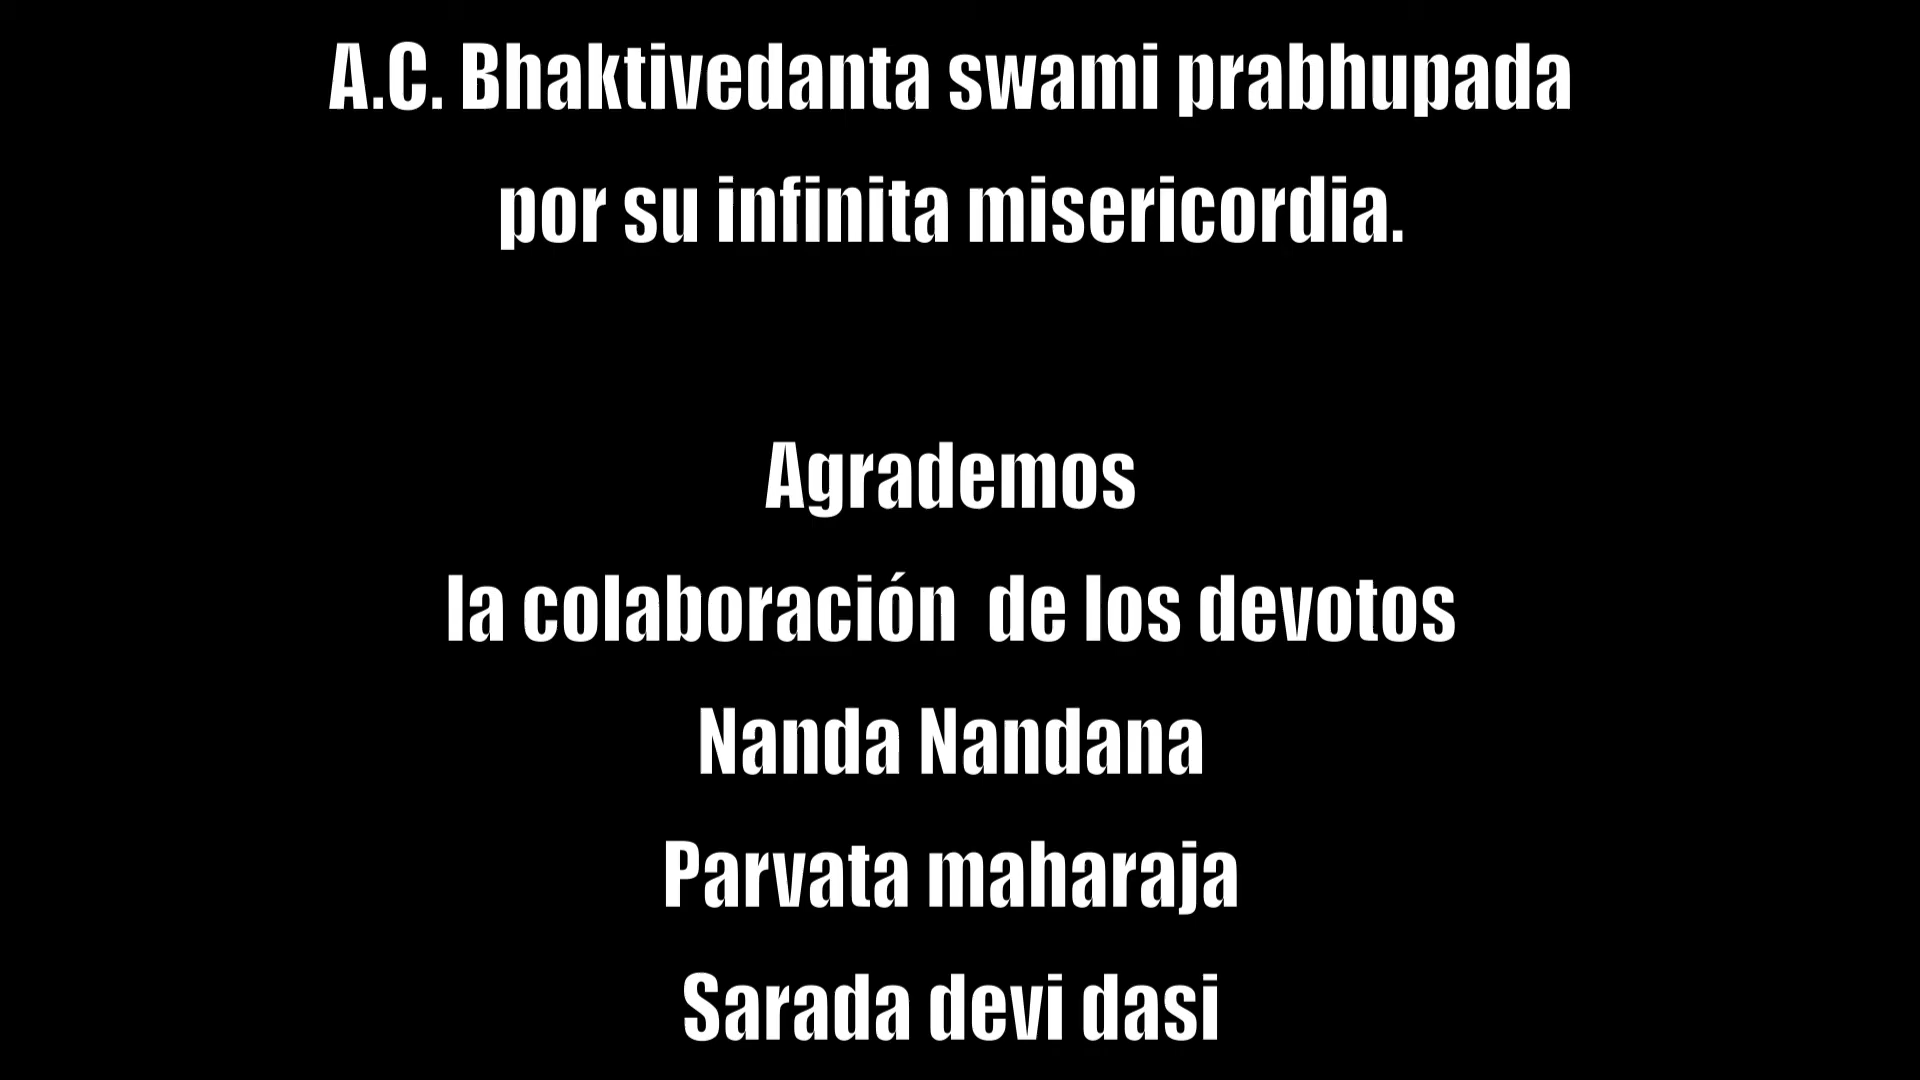 A.C. Bhaktivedanta swami prabhupada
por su infinita misericordia.
Agrademos
la colaboración  de los devotos
Nanda Nandana
Parvata maharaja
Sarada devi dasi